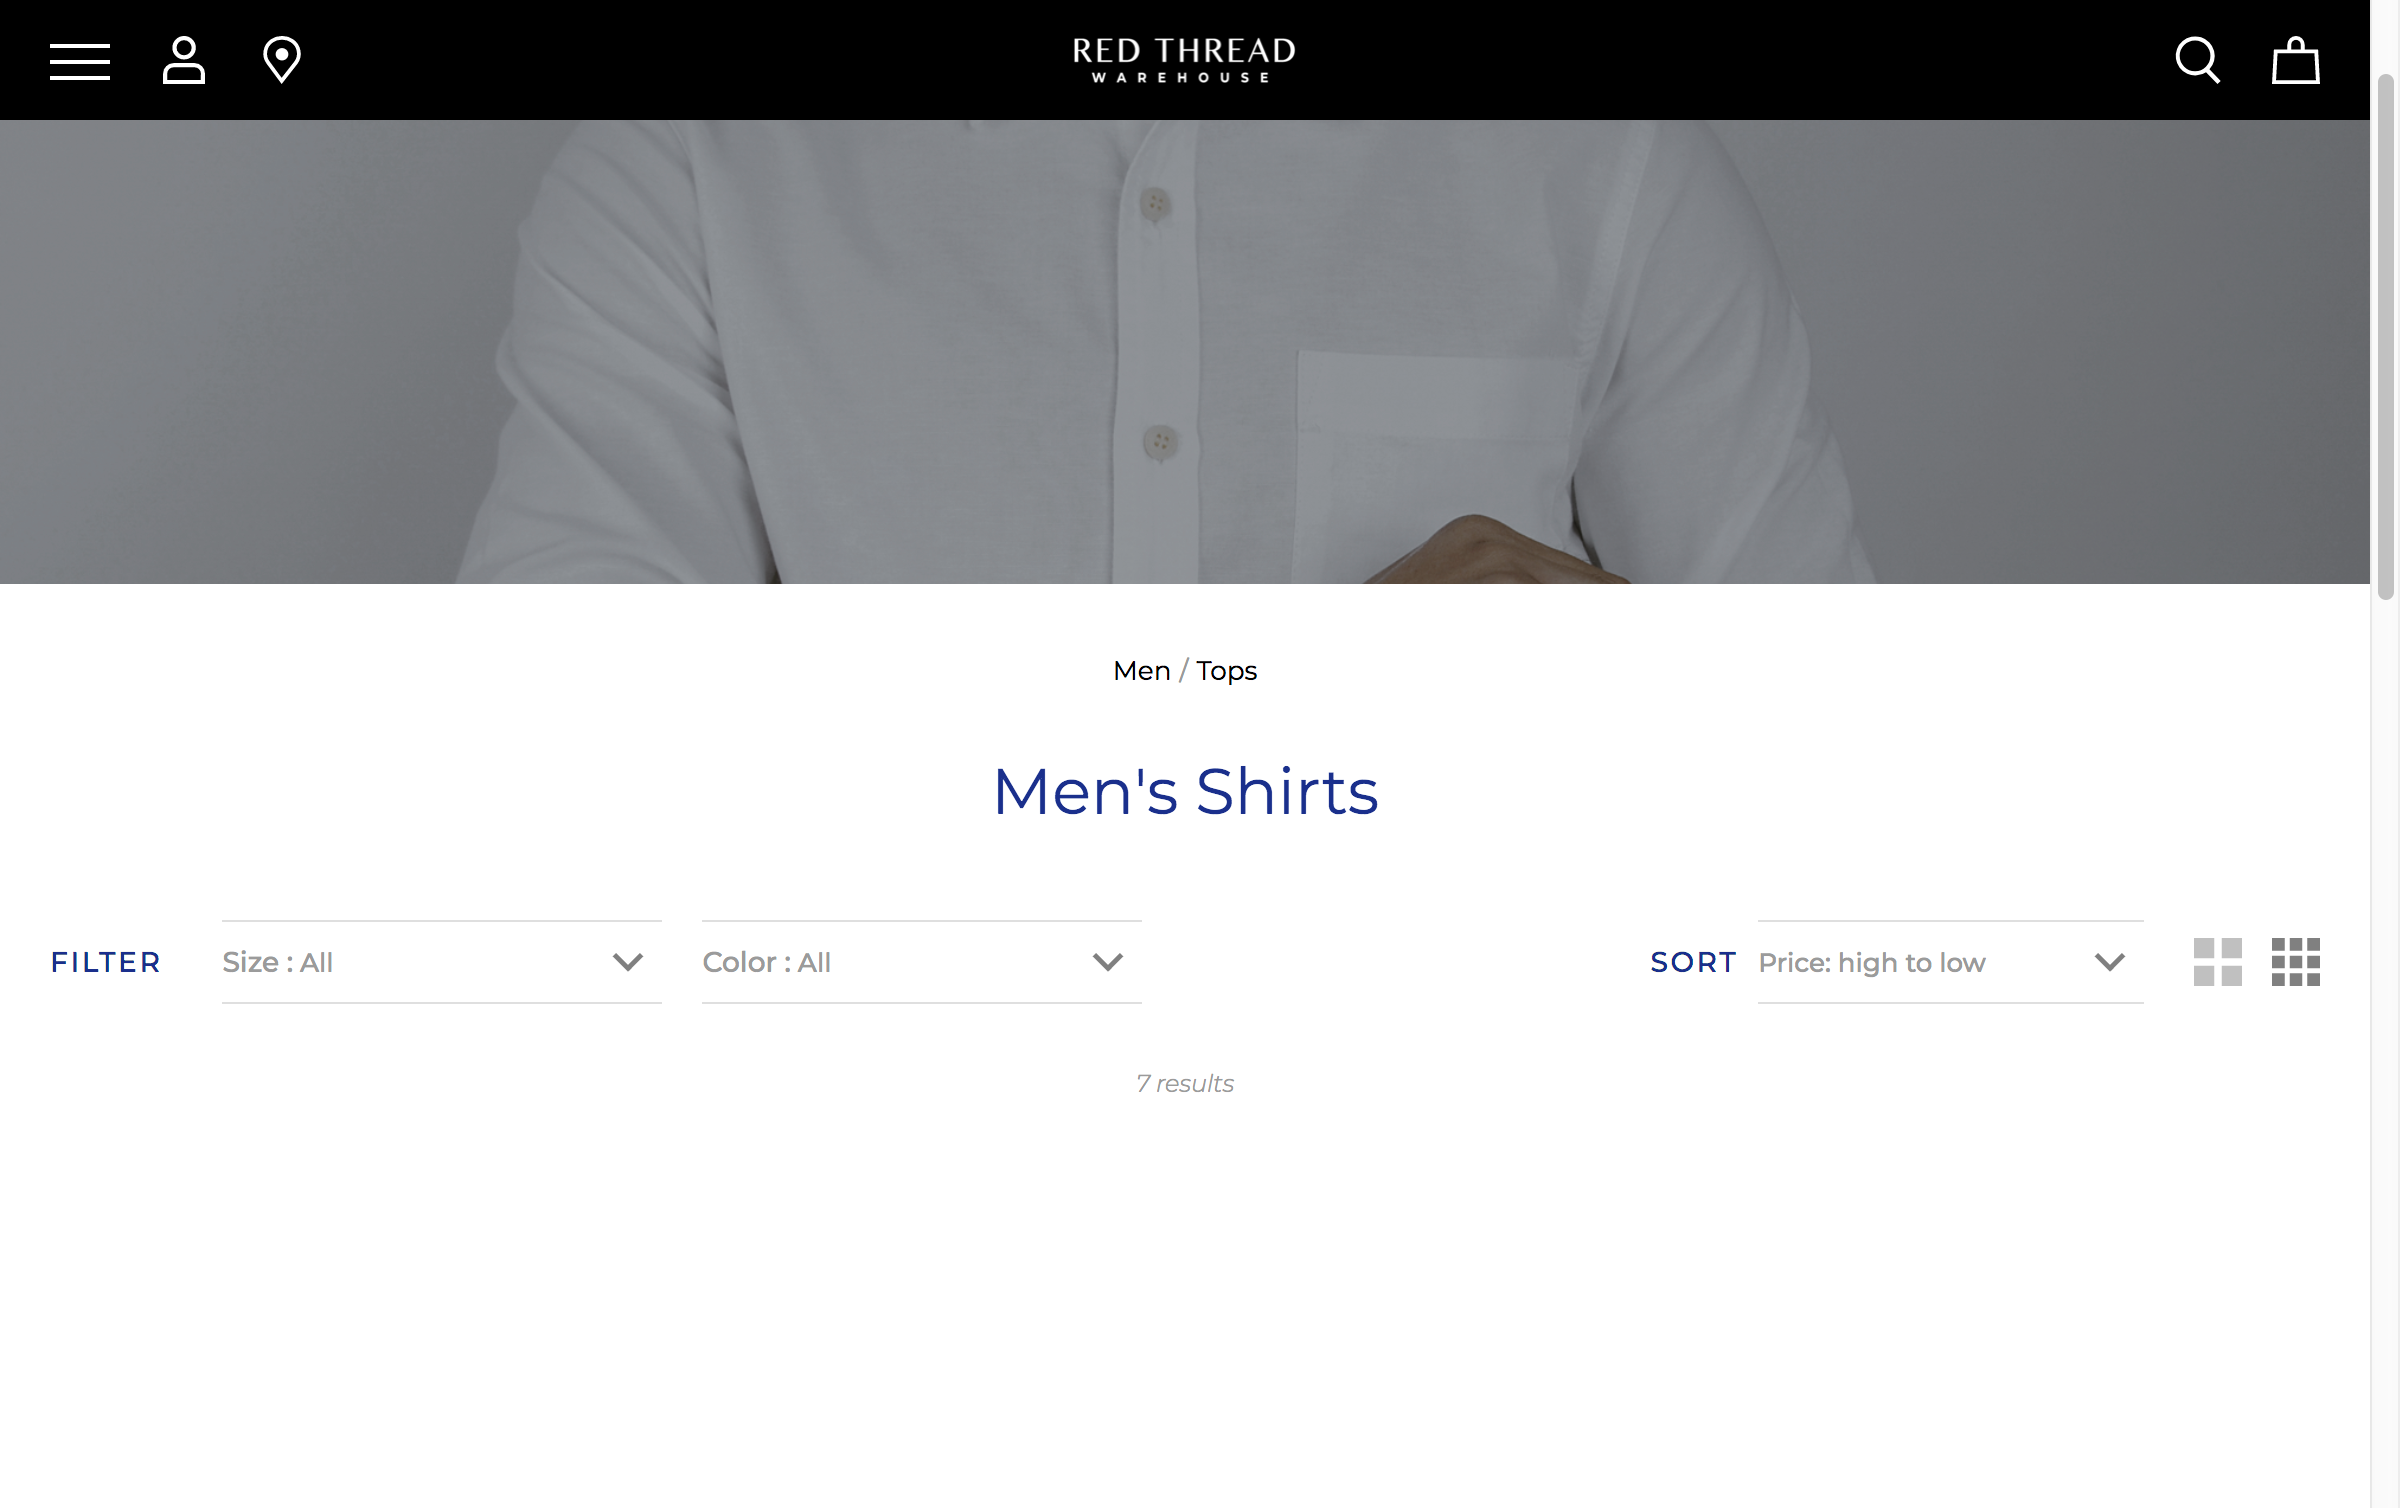 RED THREAD
WAREHOUSE
Men / Tops
Men's Shirts
FILTER Size : All Color : All SORT Price: high to low
7 results